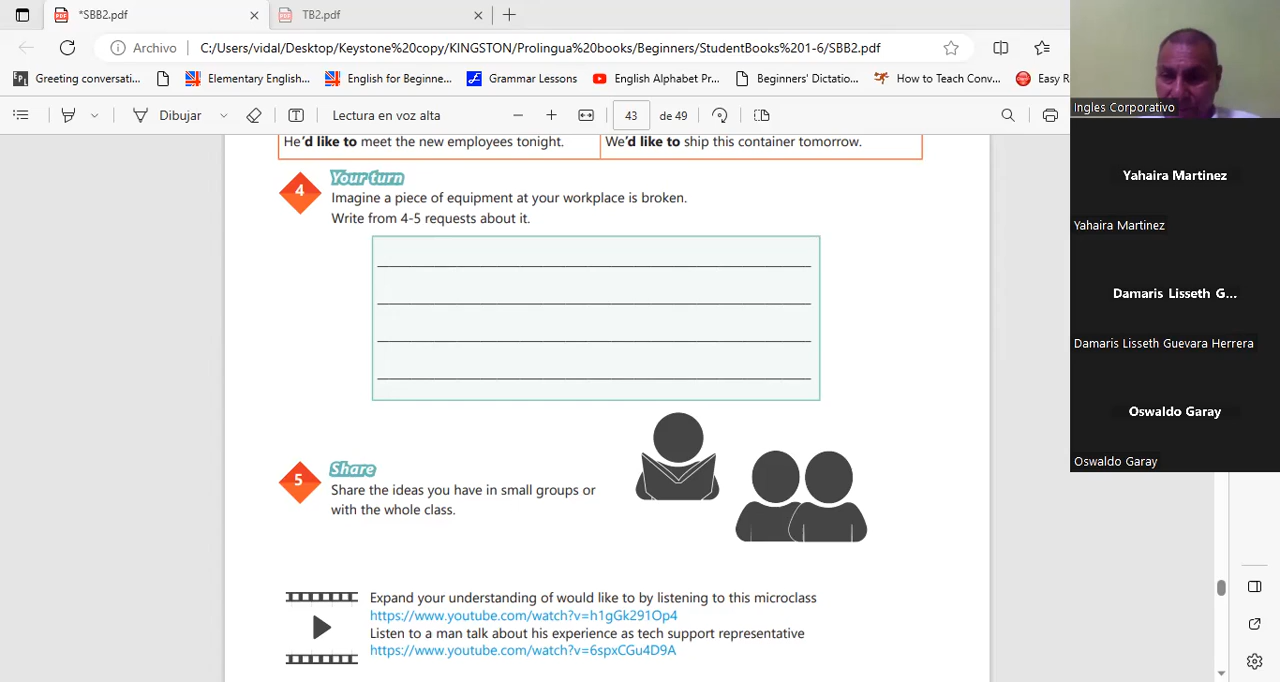 *SBB2.pdf
TB2.pdf
Archivo
C:/Users/vidal/Desktop/Keystone%20copy/KINGSTON/Prolingua%20books/Beginners/StudentBooks%201-6/SBB2.pdf
Greeting conversati...
Elementary English...
English for Beginne...
Grammar Lessons
English Alphabet Pr...
Beginners' Dictatio...
How to Teach Conv...
Easy R
Dibujar
Lectura en voz alta
43
de 49
He'd like to meet the new employees tonight.
We'd like to ship this container tomorrow.
4
Your turn
Imagine a piece of equipment at your workplace is broken.
Write from 4-5 requests about it.
5
Share
Share the ideas you have in small groups or
with the whole class.
Expand your understanding of would like to by listening to this microclass
https://www.youtube.com/watch?v=h1gGk291Op4
Listen to a man talk about his experience as tech support representative
https://www.youtube.com/watch?v=6spxCGu4D9A
Ingles Corporativo
Yahaira Martinez
Yahaira Martinez
Damaris Lisseth G...
Damaris Lisseth Guevara Herrera
Oswaldo Garay
Oswaldo Garay